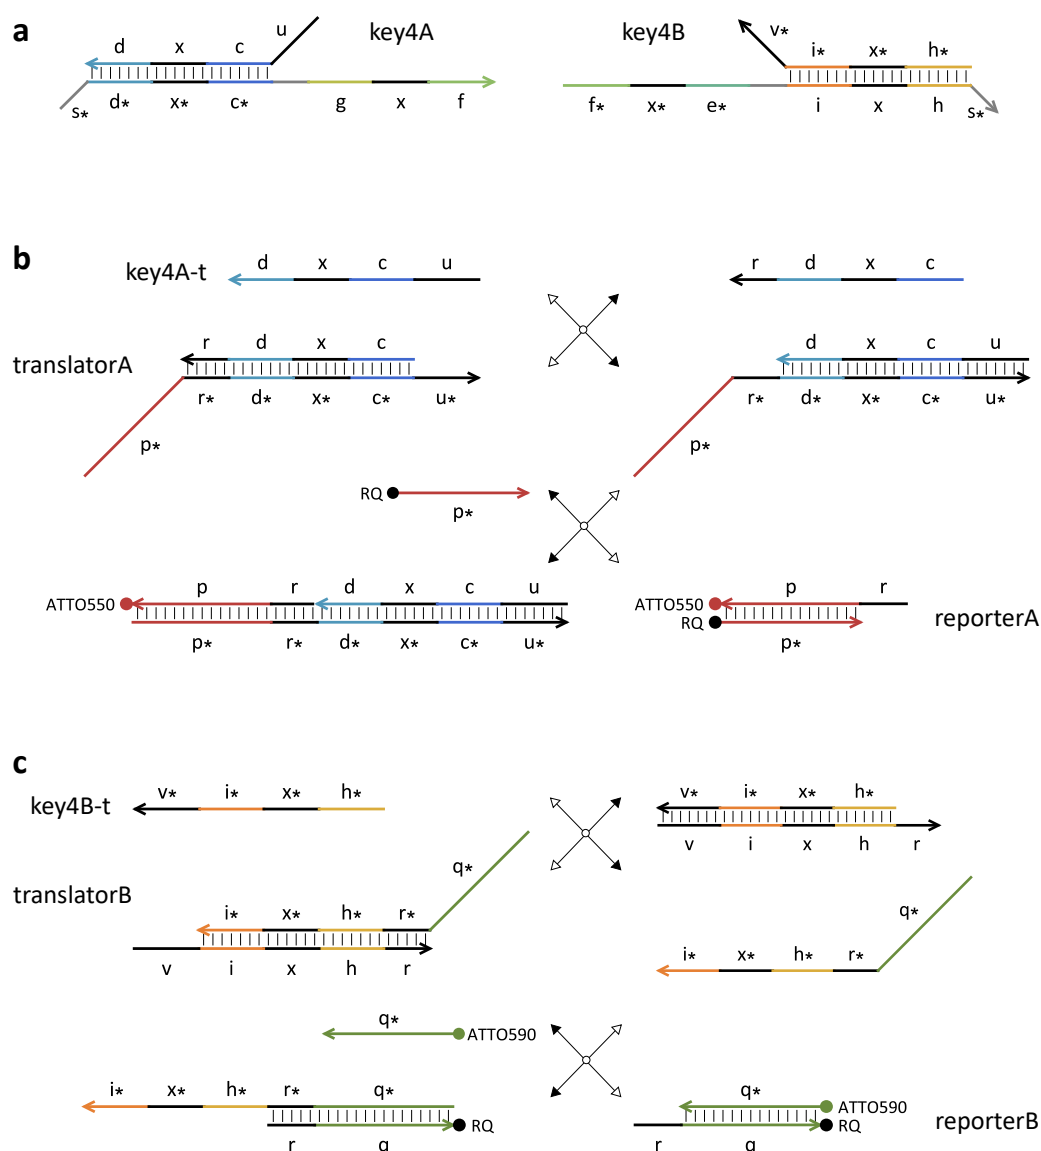 a
u
d x c key4A key4B v* i* x* h*
s* d* x* c* g x f f* x* e* i x h s*
b
key4A-t d x c u r d x c
translatorA r d x c d x c u
r* d* x* c* u* r* d* x* c* u*
p* p*
RQ p*
p r d x c u p r
ATTO550 ATTO550
RQ reporterA
p* r* d* x* c* u* p*
c
key4B-t v* i* x* h* v* i* x* h*
v i x h r
q*
translatorB i* x* h* r* q*
v i x h r i* x* h* r*
q* ATTO590
i* x* h* r* q* q* ATTO590
RQ RQ reporterB
r q r q